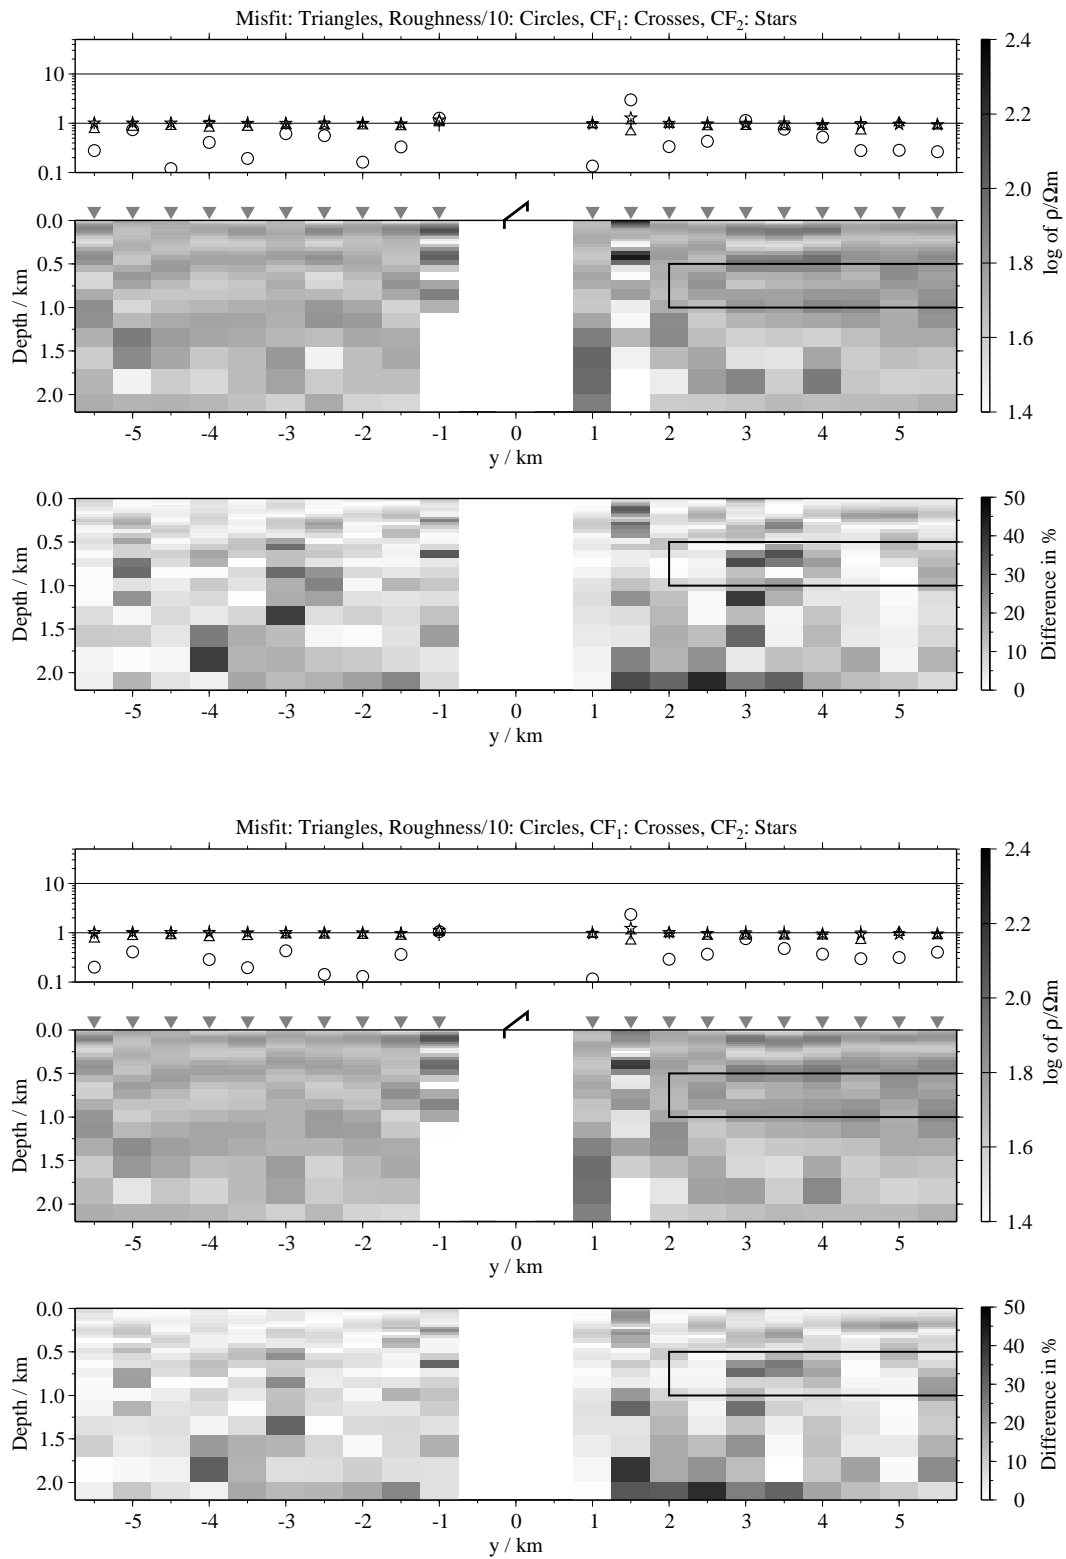 Misfit: Triangles, Roughness/10: Circles, CF₁: Crosses, CF₂: Stars
10
1
0.1
0.0
0.5
1.0
1.5
2.0
Depth / km
-5 -4 -3 -2 -1 0 1 2 3 4 5
y / km
2.4
2.2
2.0
1.8
1.6
1.4
log of ρ/Ωm
0.0
0.5
1.0
1.5
2.0
Depth / km
-5 -4 -3 -2 -1 0 1 2 3 4 5
y / km
50
40
30
20
10
0
Difference in %
Misfit: Triangles, Roughness/10: Circles, CF₁: Crosses, CF₂: Stars
10
1
0.1
0.0
0.5
1.0
1.5
2.0
Depth / km
-5 -4 -3 -2 -1 0 1 2 3 4 5
y / km
2.4
2.2
2.0
1.8
1.6
1.4
log of ρ/Ωm
0.0
0.5
1.0
1.5
2.0
Depth / km
-5 -4 -3 -2 -1 0 1 2 3 4 5
y / km
50
40
30
20
10
0
Difference in %